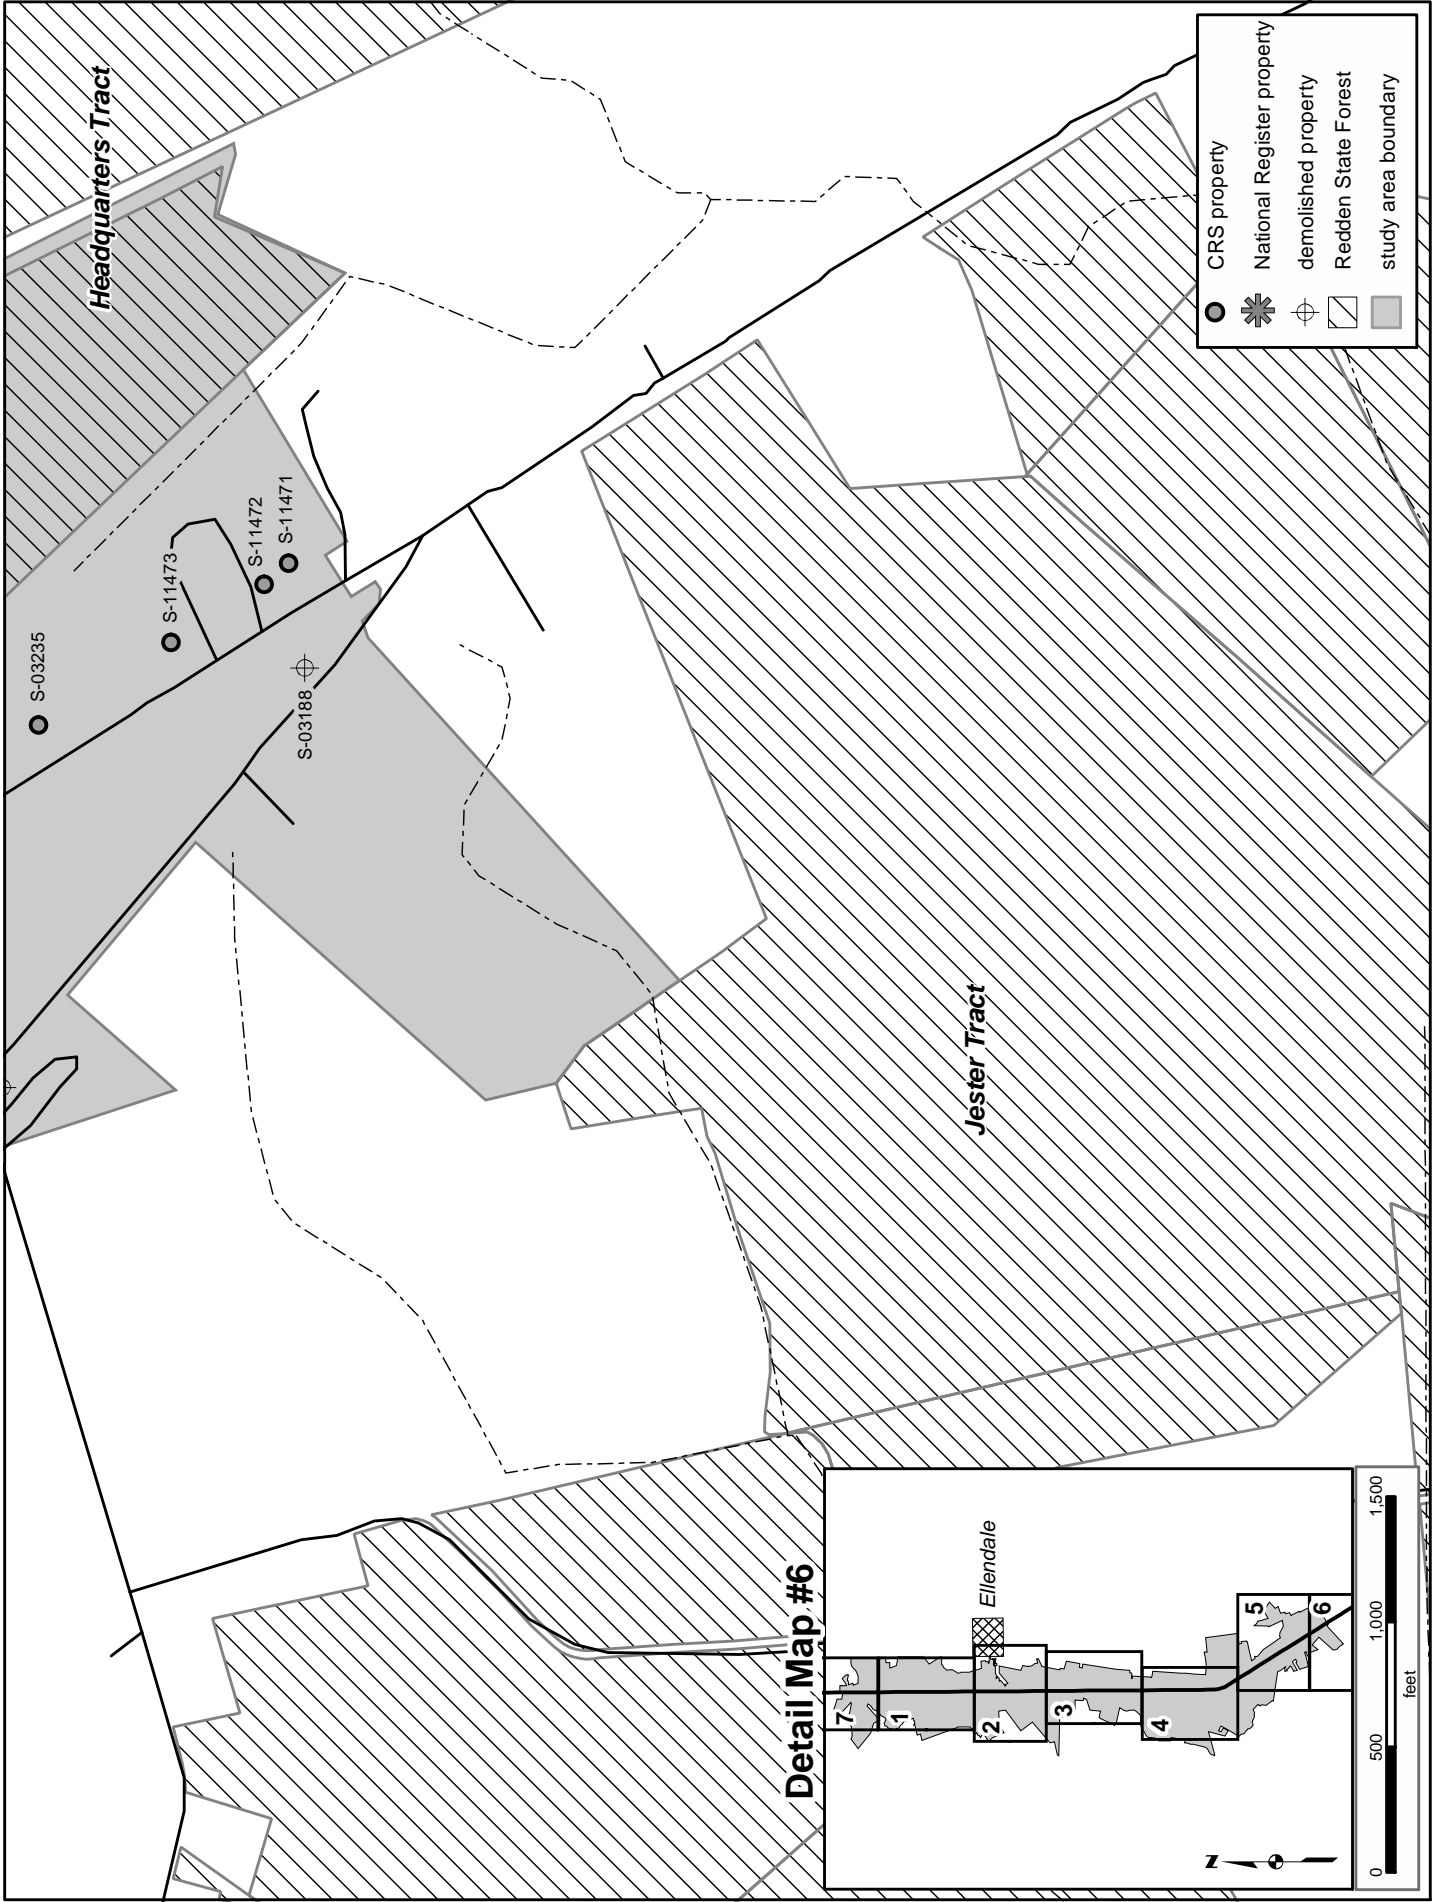 Headquarters Tract
S-03235
S-11473
S-11472
S-11471
S-03188
Jester Tract
Detail Map #6
Ellendale
7
1
2
3
4
5
6
N
0 500 1,000 1,500
feet
CRS property
National Register property
demolished property
Redden State Forest
study area boundary